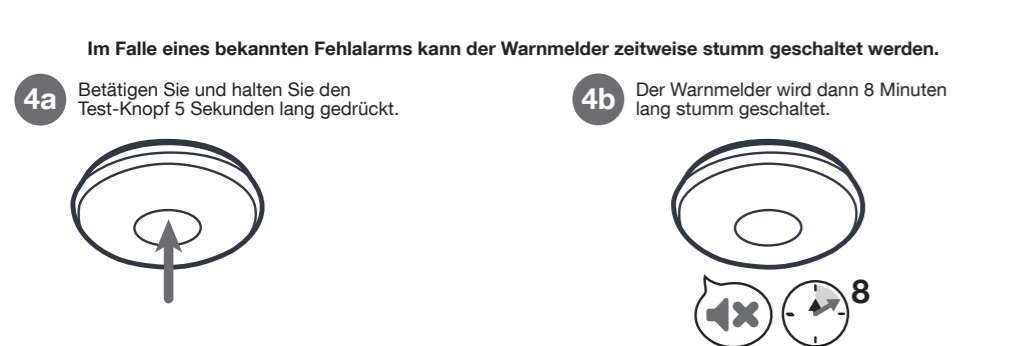 Im Falle eines bekannten Fehlalarms kann der Warnmelder zeitweise stumm geschaltet werden.
4a
Betätigen Sie und halten Sie den
Test-Knopf 5 Sekunden lang gedrückt.
4b
Der Warnmelder wird dann 8 Minuten
lang stumm geschaltet.
8